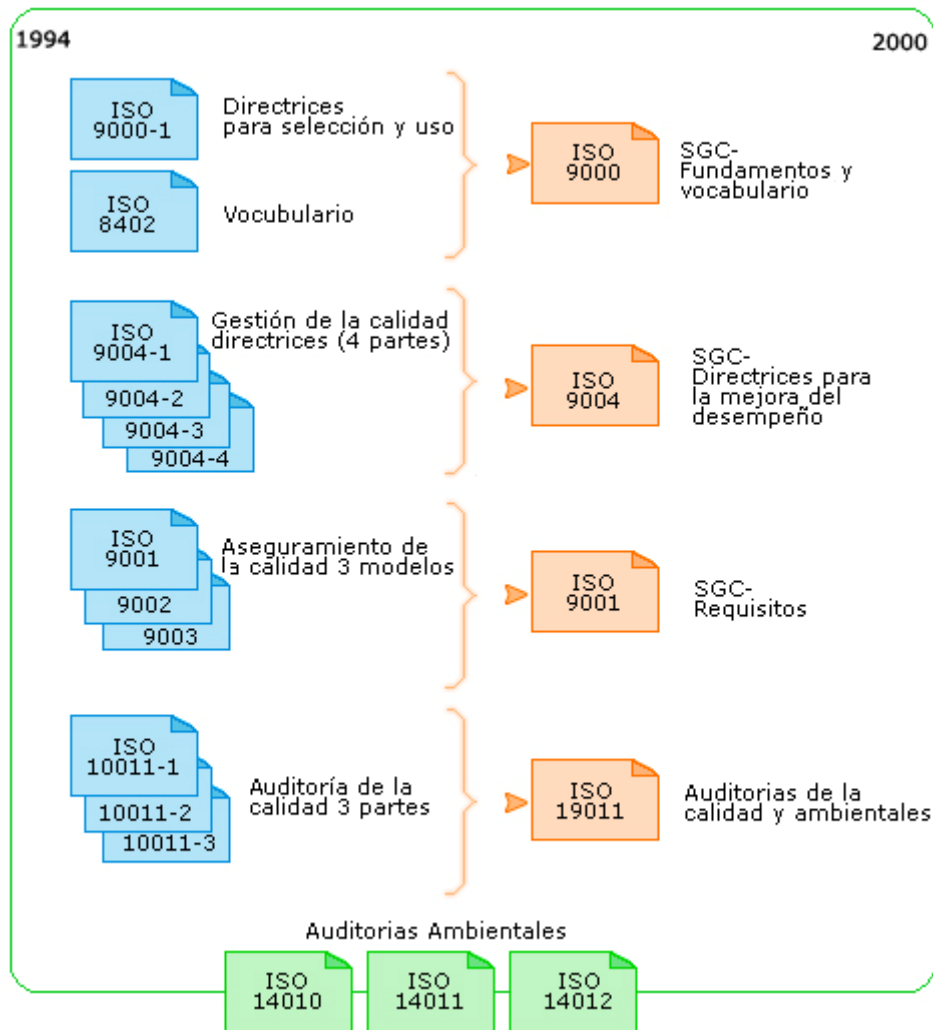 1994
2000
ISO
9000-1
Directrices
para selección y uso
ISO
8402
Vocubulario
ISO
9000
SGC-
Fundamentos y
vocabulario
ISO
9004-1
9004-2
9004-3
9004-4
Gestión de la calidad
directrices (4 partes)
ISO
9004
SGC-
Directrices para
la mejora del
desempeño
ISO
9001
9002
9003
Aseguramiento de
la calidad 3 modelos
ISO
9001
SGC-
Requisitos
ISO
10011-1
10011-2
10011-3
Auditoría de la
calidad 3 partes
ISO
19011
Auditorias de la
calidad y ambientales
Auditorias Ambientales
ISO
14010
ISO
14011
ISO
14012